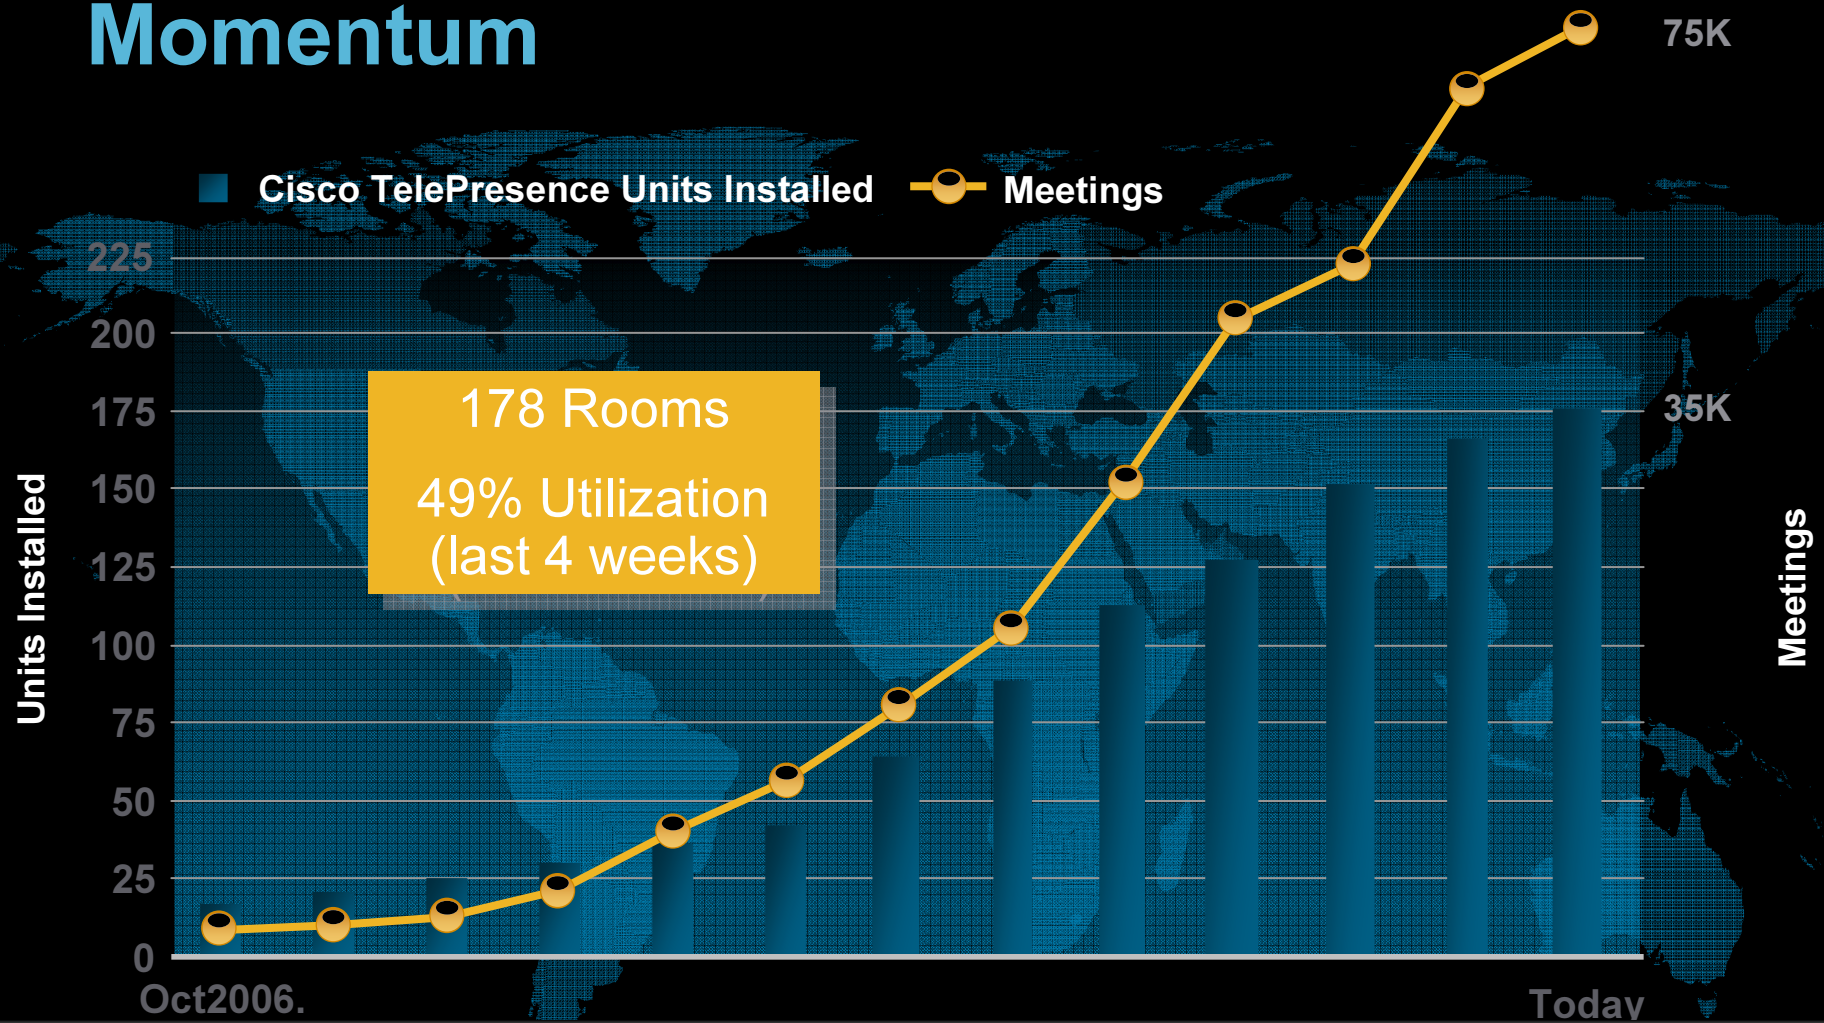 Momentum
75K
Cisco TelePresence Units Installed
Meetings
225
200
175
35K
150
125
100
75
50
25
0
178 Rooms
49% Utilization
(last 4 weeks)
Units Installed
Meetings
Oct2006.
Today